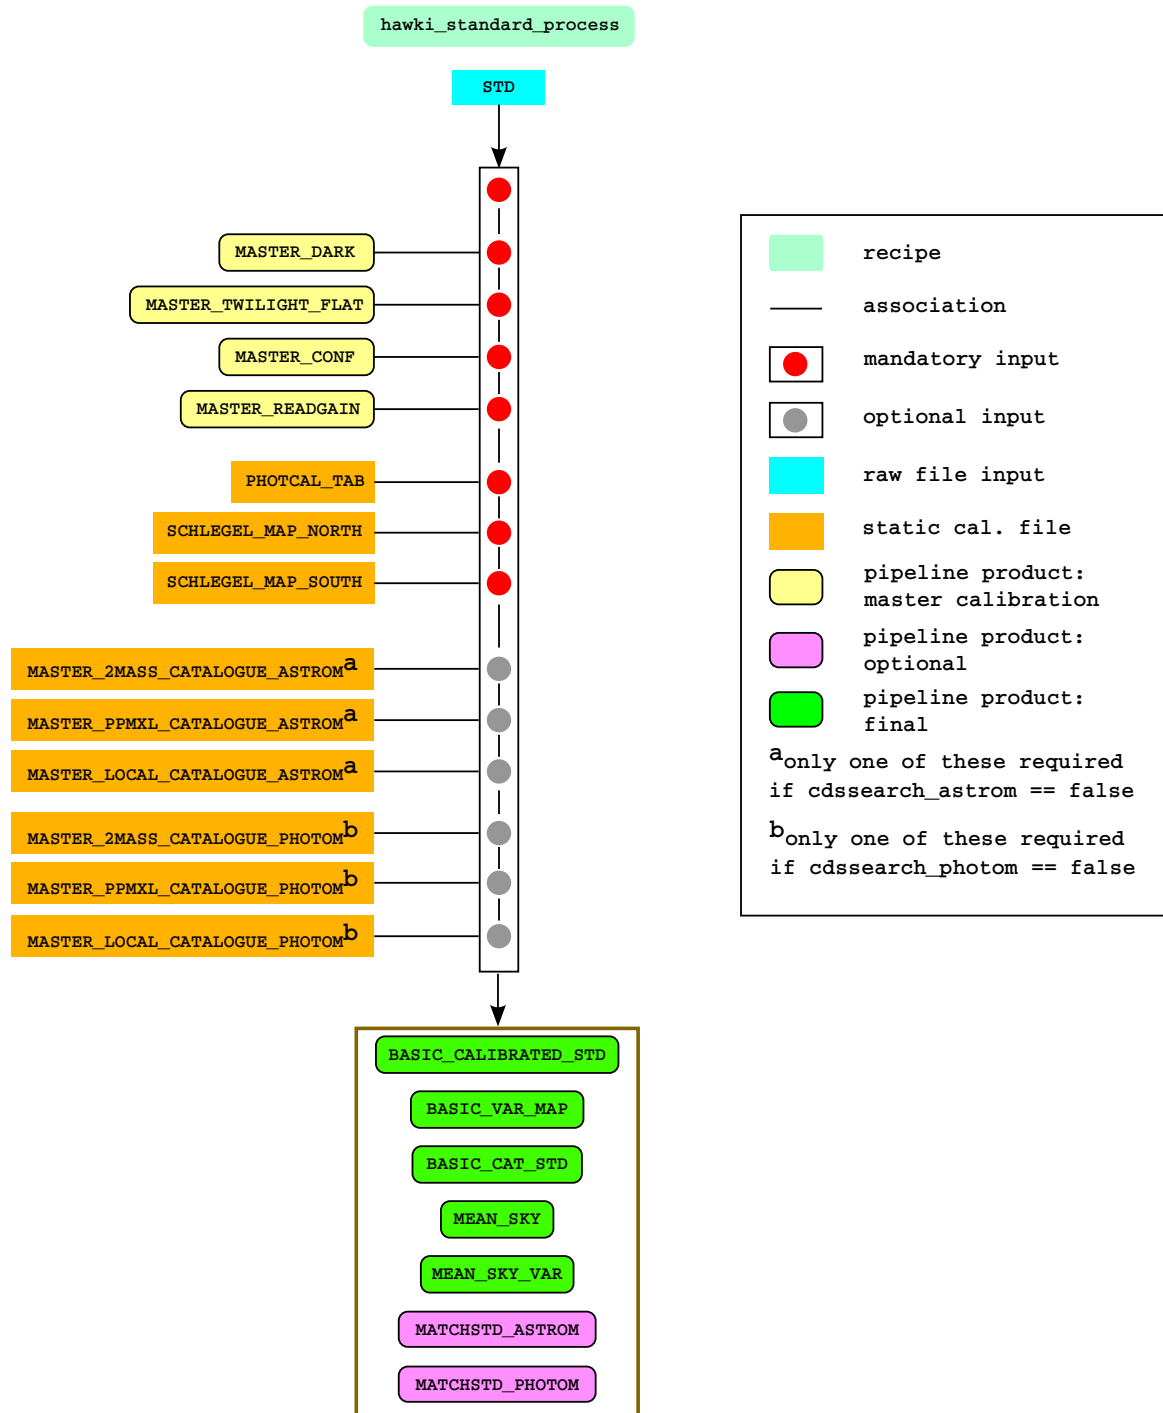 hawki_standard_process
STD
MASTER_DARK
MASTER_TWILIGHT_FLAT
MASTER_CONF
MASTER_READGAIN
PHOTCAL_TAB
SCHLEGEL_MAP_NORTH
SCHLEGEL_MAP_SOUTH
MASTER_2MASS_CATALOGUE_ASTROMa
MASTER_PPMXL_CATALOGUE_ASTROMa
MASTER_LOCAL_CATALOGUE_ASTROMa
MASTER_2MASS_CATALOGUE_PHOTOMb
MASTER_PPMXL_CATALOGUE_PHOTOMb
MASTER_LOCAL_CATALOGUE_PHOTOMb
BASIC_CALIBRATED_STD
BASIC_VAR_MAP
BASIC_CAT_STD
MEAN_SKY
MEAN_SKY_VAR
MATCHSTD_ASTROM
MATCHSTD_PHOTOM
recipe
association
mandatory input
optional input
raw file input
static cal. file
pipeline product:
master calibration
pipeline product:
optional
pipeline product:
final
aonly one of these required
if cdssearch_astrom == false
bonly one of these required
if cdssearch_photom == false